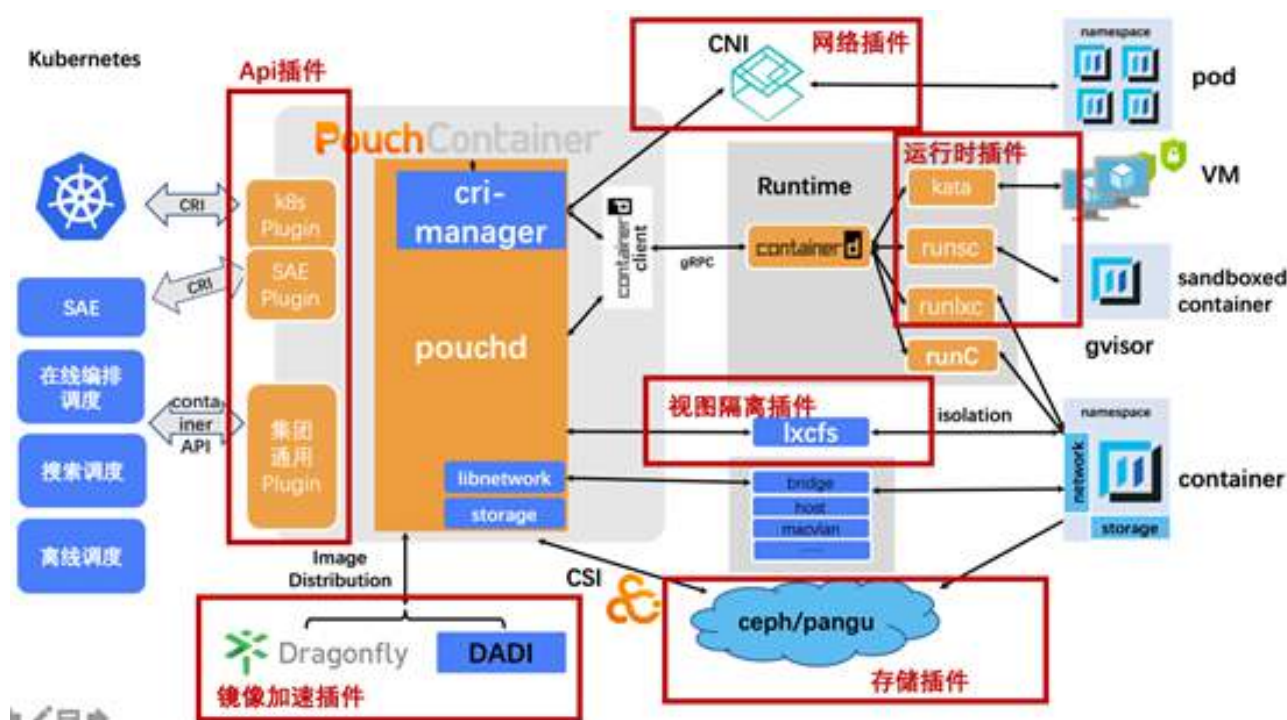 Kubernetes
Api插件
CNI
网络插件
namespace
pod
PouchContainer
cri-
manager
CRI
k8s
Plugin
CRI
SAE
Plugin
container
client
gRPC
Runtime
container d
运行时插件
kata
runsc
runlxc
runC
VM
sandboxed
container
gvisor
SAE
在线编排
调度
搜索调度
离线调度
conta
iner
API
集团
通用
Plugin
pouchd
libnetwork
storage
视图隔离插件
lxcfs
isolation
bridge
host
macvlan
......
namespace
network
storage
container
Image
Distribution
CSI
Dragonfly
DADI
镜像加速插件
ceph/pangu
存储插件